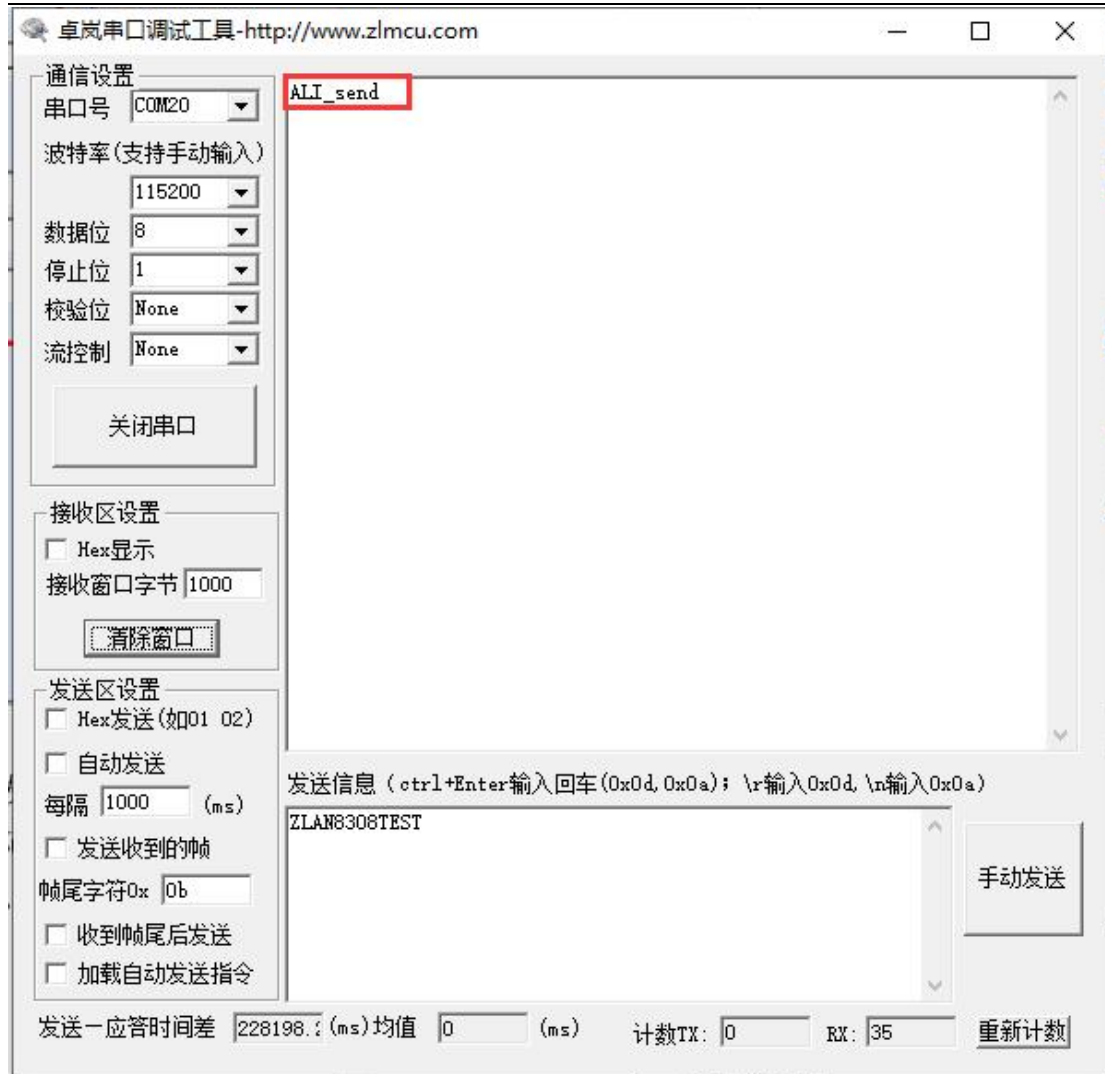 卓岚串口调试工具-http://www.zlmcu.com
通信设置
串口号 COM20
波特率(支持手动输入)
115200
数据位 8
停止位 1
校验位 None
流控制 None
关闭串口
接收区设置
Hex显示
接收窗口字节 1000
清除窗口
发送区设置
Hex发送(如01 02)
自动发送
每隔 1000 (ms)
发送收到的帧
帧尾字符0x 0b
收到帧尾后发送
加载自动发送指令
ALI_send
发送信息(ctrl+Enter输入回车(0x0d,0x0a); \r输入0x0d,\n输入0x0a)
ZLAN8308TEST
手动发送
发送一应答时间差 228198. (ms)均值 0 (ms) 计数TX: 0 RX: 35 重新计数